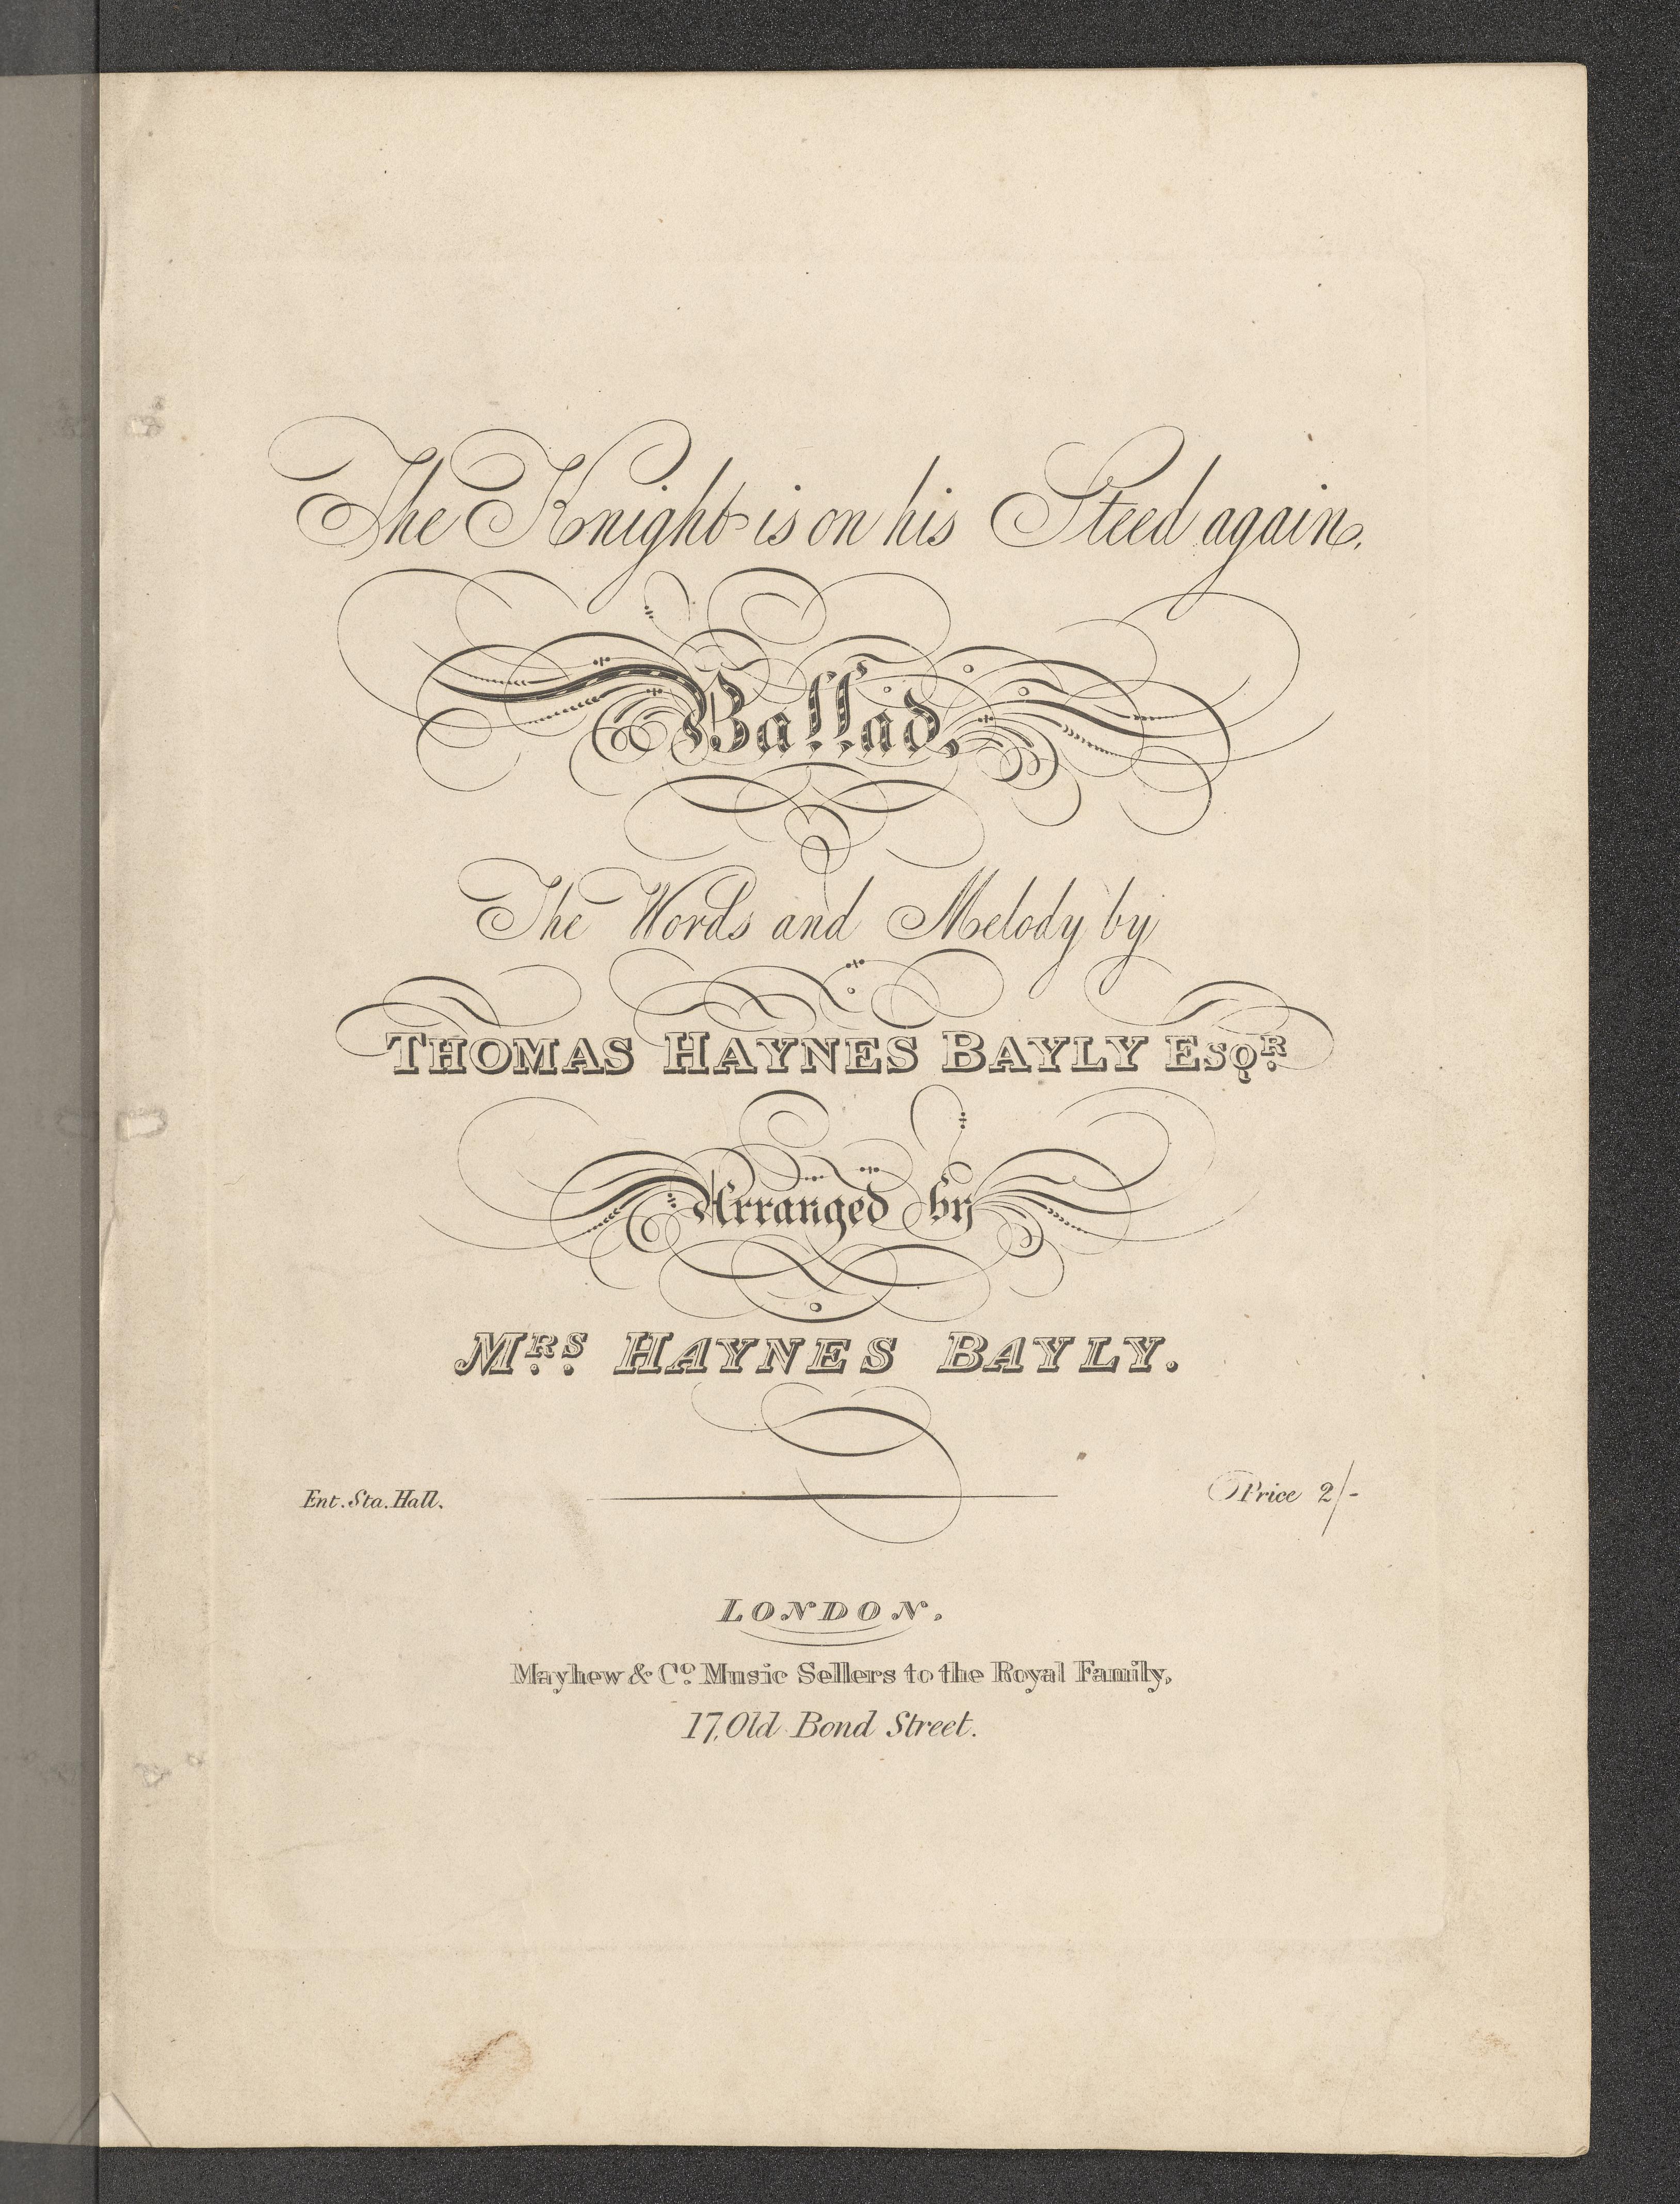 The Knight is on his Steed again.
Ballad.
The Words and Melody by
THOMAS HAYNES BAYLY ESQR.
Arranged by
MRS. HAYNES BAYLY.
Ent. Sta. Hall.
Price 2/-
LONDON.
Mayhew & Co. Music Sellers to the Royal Family,
17, Old Bond Street.